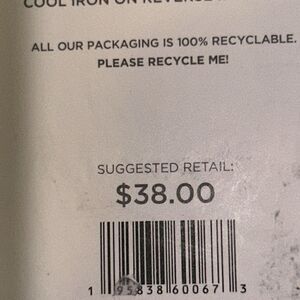 COOL IRON ON REVERSE
ALL OUR PACKAGING IS 100% RECYCLABLE.
PLEASE RECYCLE ME!
SUGGESTED RETAIL:
$38.00
1 95838 60067 3